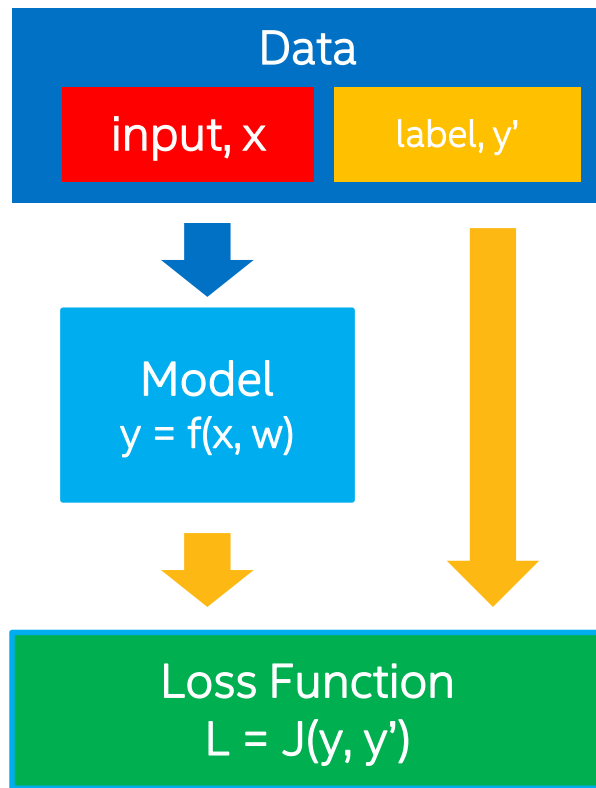 Data
input, x
label, y’
Model
y = f(x, w)
Loss Function
L = J(y, y’)